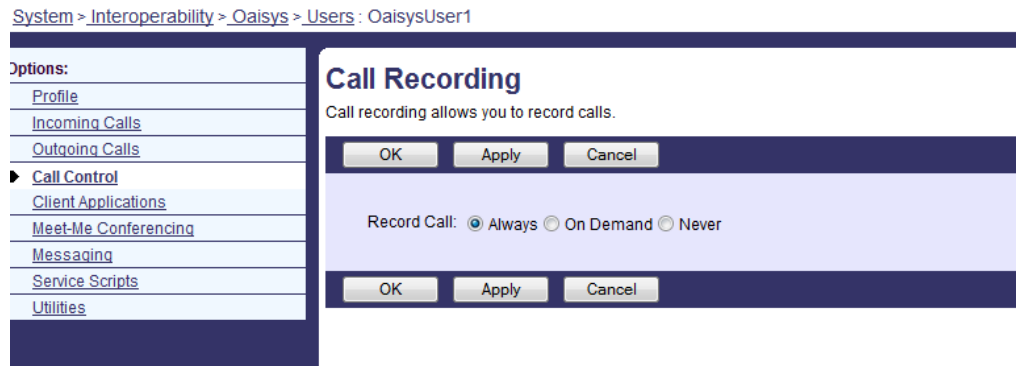 System > Interoperability > Oaisys > Users : OaisysUser1
Options:
Profile
Incoming Calls
Outgoing Calls
Call Control
Client Applications
Meet-Me Conferencing
Messaging
Service Scripts
Utilities
Call Recording
Call recording allows you to record calls.
OK Apply Cancel
Record Call: Always On Demand Never
OK Apply Cancel